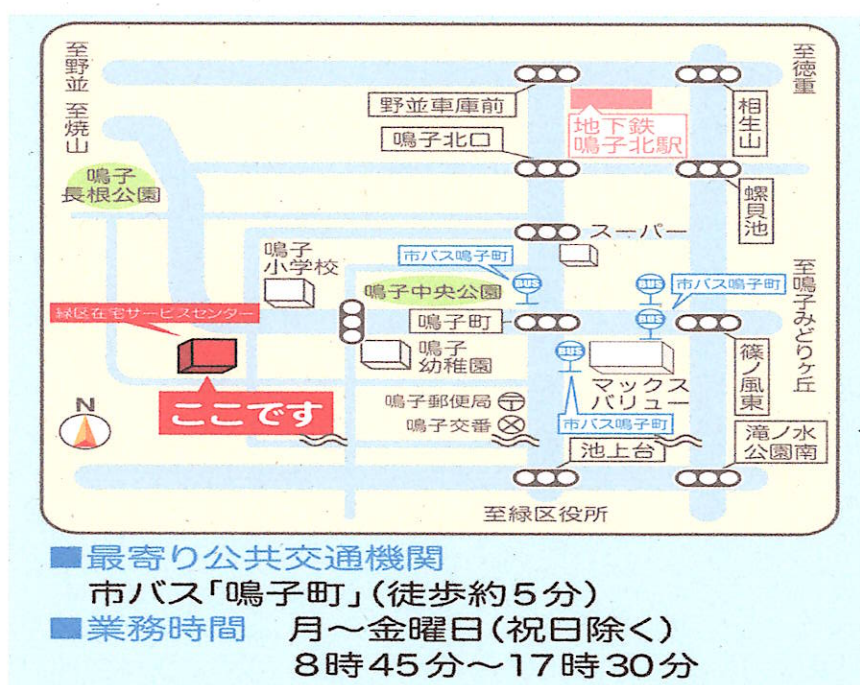 至野並
至焼山
至徳重
野並車庫前
地下鉄
鳴子北駅
相生山
鳴子北口
鳴子
長根公園
螺貝池
スーパー
鳴子
小学校
市バス鳴子町
鳴子中央公園
市バス鳴子町
至鳴子みどりヶ丘
緑区在宅サービスセンター
鳴子町
鳴子
幼稚園
BUS
BUS
BUS
BUS
マックス
バリュー
篠ノ風東
ここです
N
鳴子郵便局
鳴子交番
市バス鳴子町
池上台
滝ノ水
公園南
至緑区役所
■最寄り公共交通機関
市バス「鳴子町」(徒歩約5分)
■業務時間 月～金曜日(祝日除く)
8時45分～17時30分